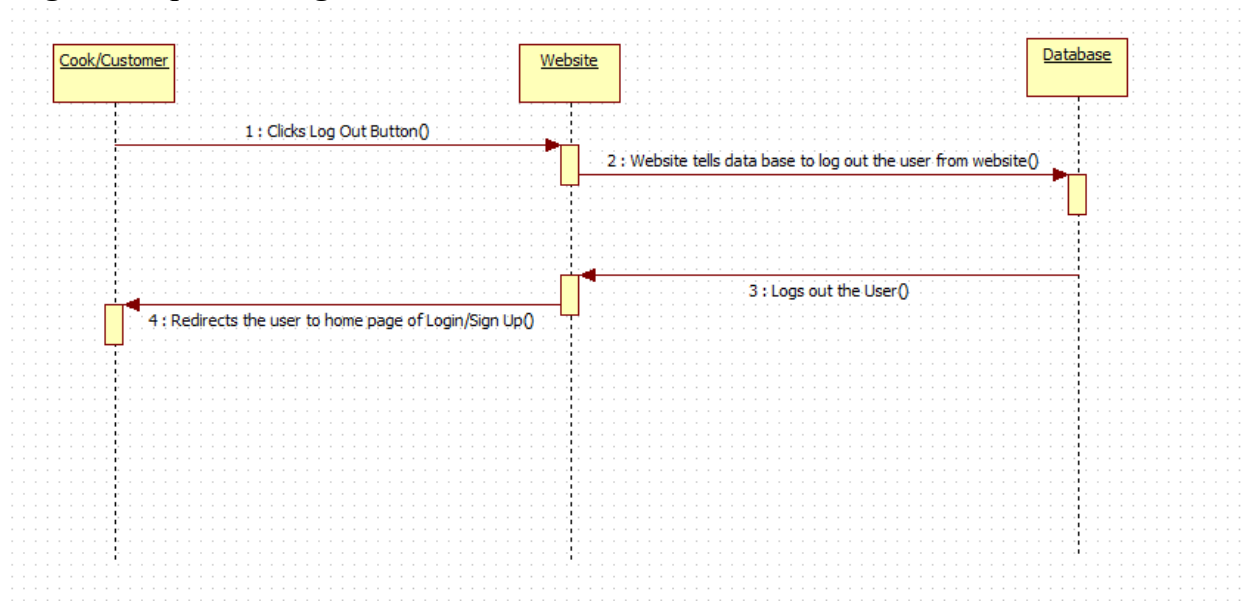 Cook/Customer
Website
Database
1 : Clicks Log Out Button()
2 : Website tells data base to log out the user from website()
3 : Logs out the User()
4 : Redirects the user to home page of Login/Sign Up()